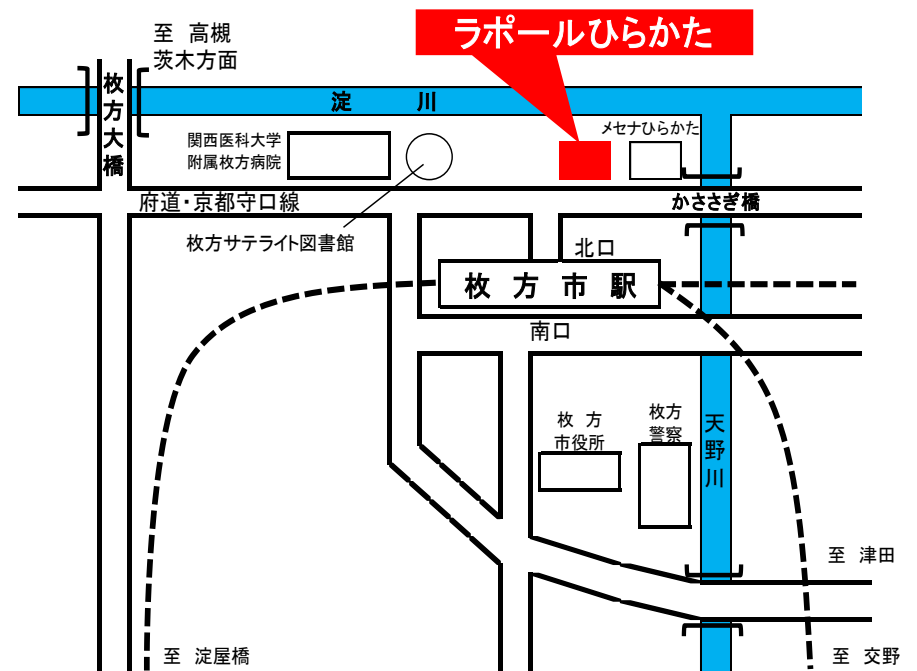 至 高槻
茨木方面
ラポールひらかた
枚方大橋
淀 川
関西医科大学
附属枚方病院
メセナひらかた
府道・京都守口線
かささぎ橋
枚方サテライト図書館
北口
枚 方 市 駅
南口
枚 方
市役所
枚方
警察
天野川
至 津田
至 淀屋橋
至 交野